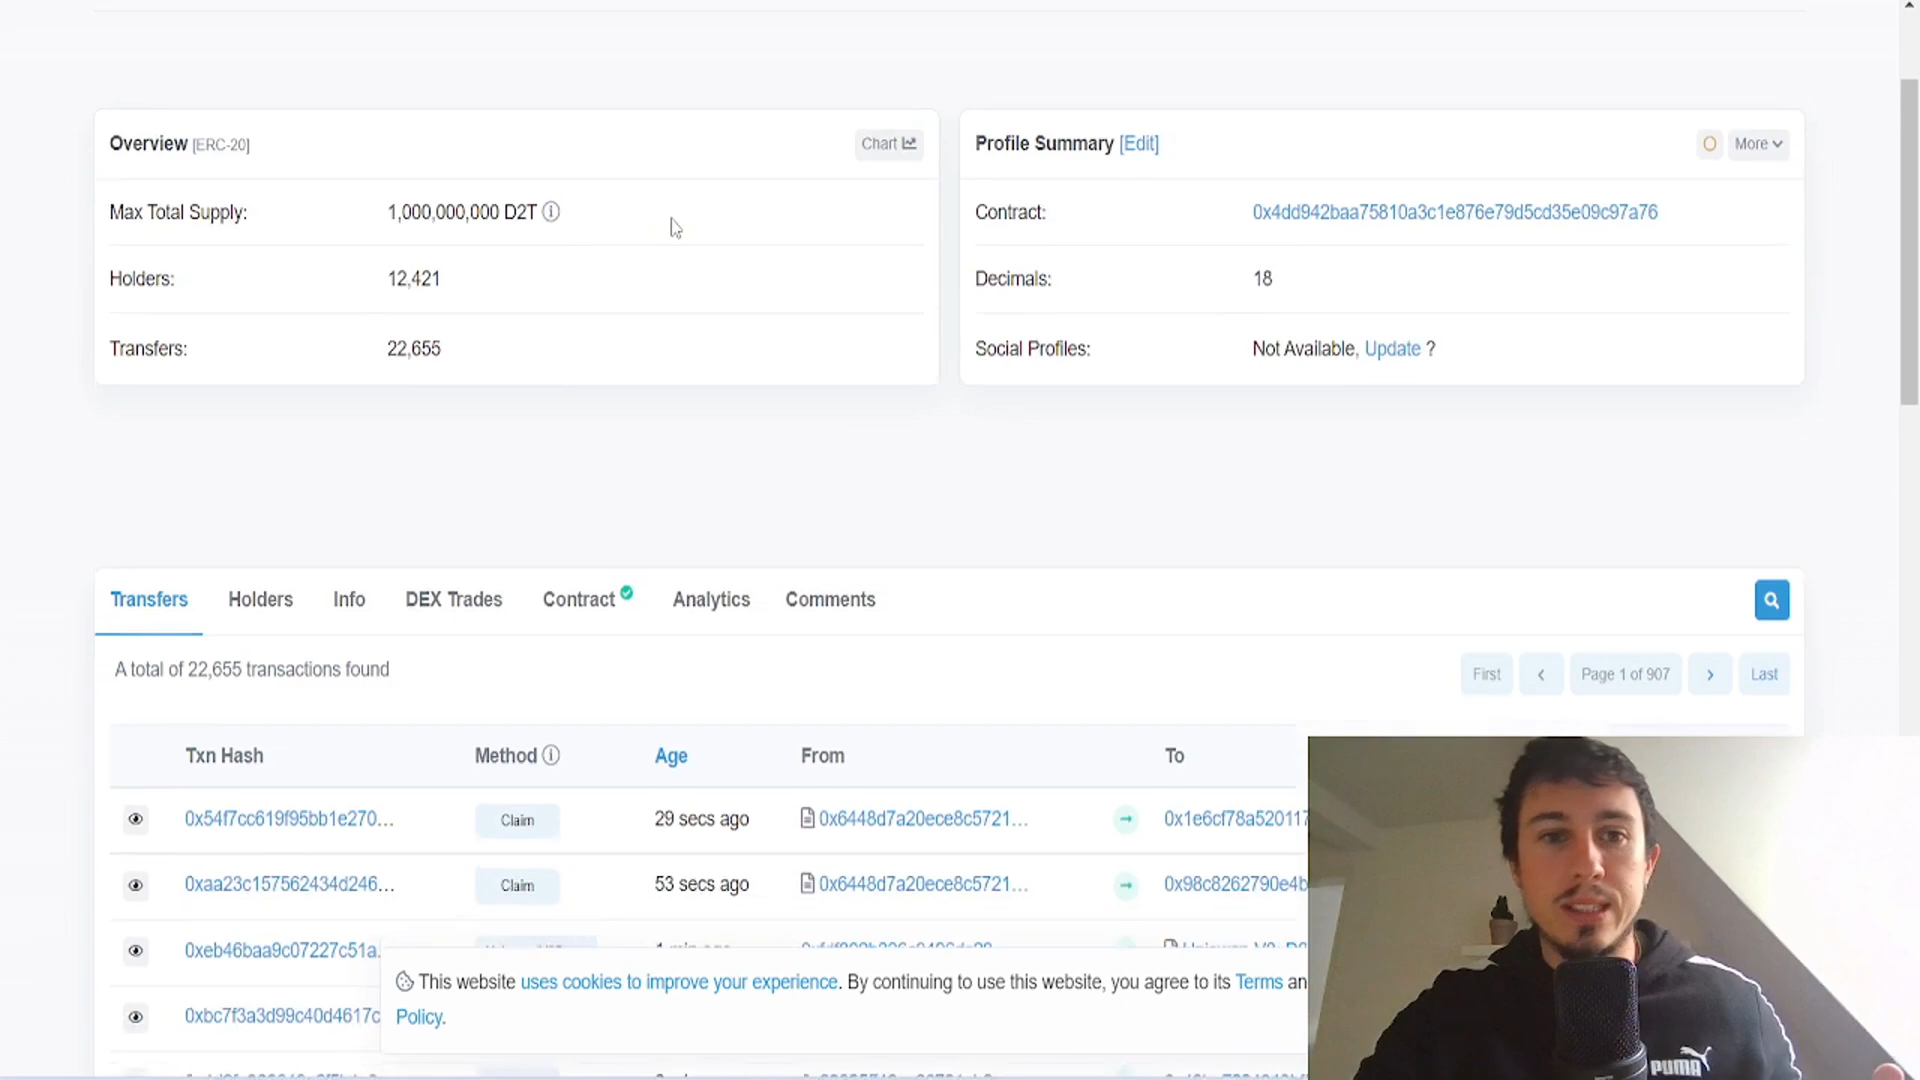 Overview [ERC-20]
Chart
Max Total Supply: 1,000,000,000 D2T
Holders: 12,421
Transfers: 22,655
Profile Summary [Edit]
More
Contract: 0x4dd942baa75810a3c1e876e79d5cd35e09c97a76
Decimals: 18
Social Profiles: Not Available, Update ?
Transfers Holders Info DEX Trades Contract Analytics Comments
A total of 22,655 transactions found
First Page 1 of 907 Last
Txn Hash Method Age From To
0x54f7cc619f95bb1e270... Claim 29 secs ago 0x6448d7a20ece8c5721... 0x1e6cf78a520117
0xaa23c157562434d246... Claim 53 secs ago 0x6448d7a20ece8c5721... 0x98c8262790e4b
0xeb46baa9c07227c51a.
This website uses cookies to improve your experience. By continuing to use this website, you agree to its Terms an
0xbc7f3a3d99c40d4617c
Policy.
PUMA